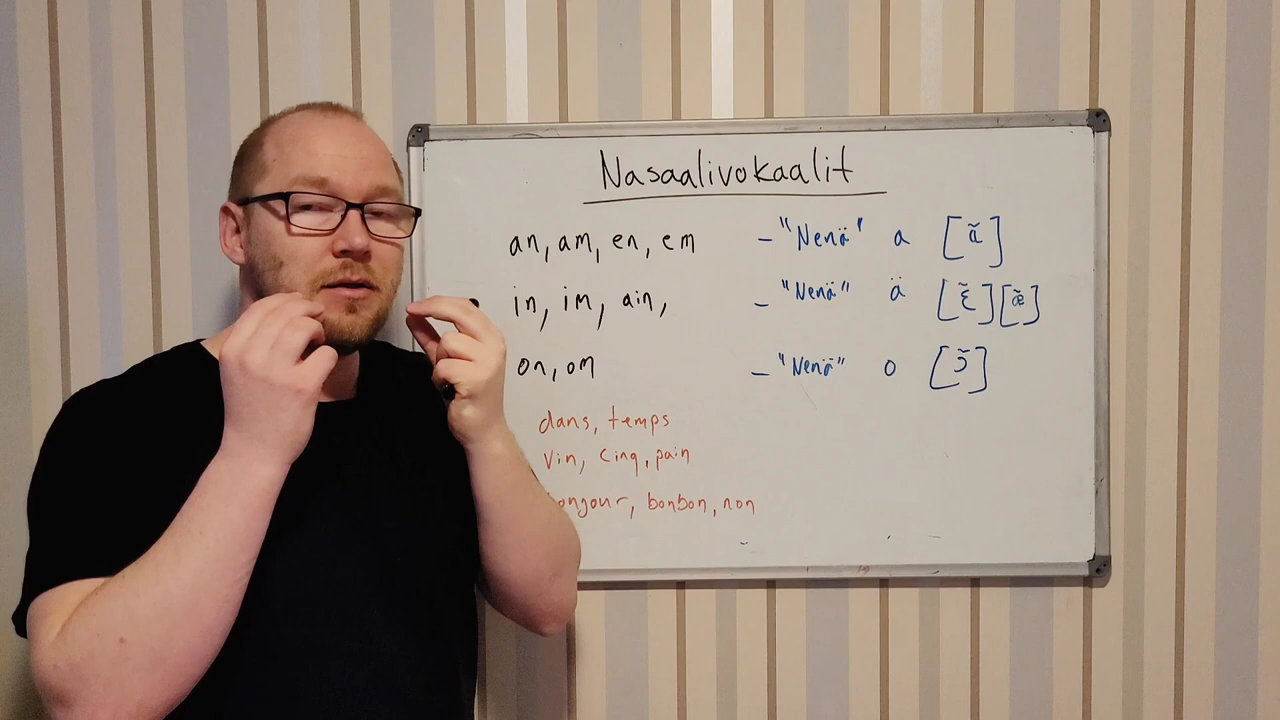 Nasaalivokaalit
an, am, en, em – "Nenä" a [ã]
in, im, ain, – "Nenä" ä [ɛ̃][æ̃]
on, om – "Nenä" o [ɔ̃]
dans, temps
vin, cinq, pain
bonjour, bonbon, non